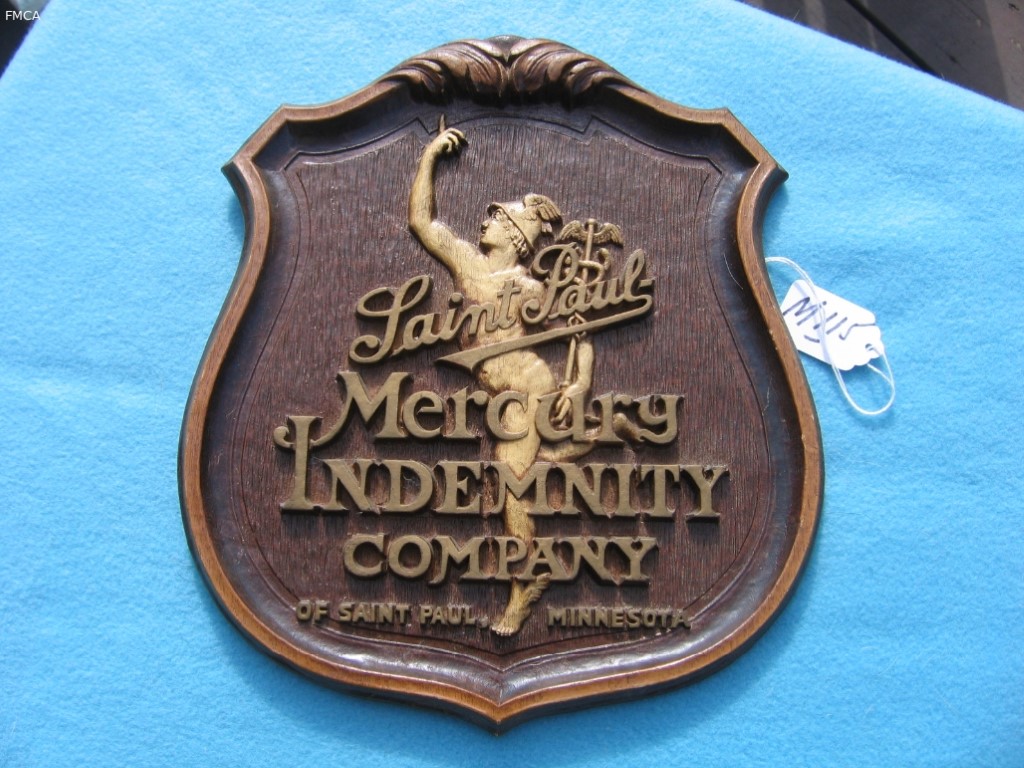 FMCA
Saint Paul-
Mercury
INDEMNITY
COMPANY
OF SAINT PAUL, MINNESOTA